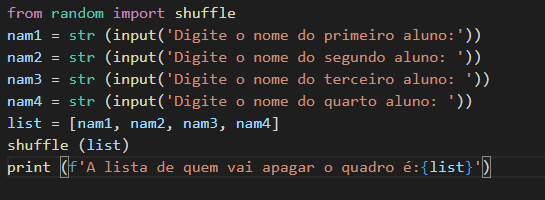 from random import shuffle
nam1 = str (input('Digite o nome do primeiro aluno:'))
nam2 = str (input('Digite o nome do segundo aluno: '))
nam3 = str (input('Digite o nome do terceiro aluno: '))
nam4 = str (input('Digite o nome do quarto aluno: '))
list = [nam1, nam2, nam3, nam4]
shuffle (list)
print (f'A lista de quem vai apagar o quadro é:{list}')